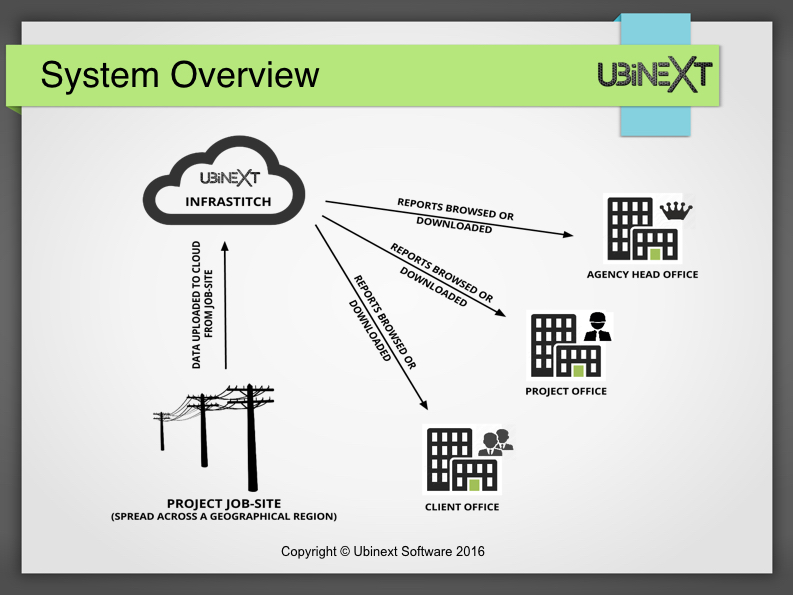 System Overview
UBiNEXT
UBiNEXT
INFRASTITCH
REPORTS BROWSED OR
DOWNLOADED
AGENCY HEAD OFFICE
REPORTS BROWSED OR
DOWNLOADED
PROJECT OFFICE
REPORTS BROWSED OR
DOWNLOADED
CLIENT OFFICE
DATA UPLOADED TO CLOUD
FROM JOB-SITE
PROJECT JOB-SITE
(SPREAD ACROSS A GEOGRAPHICAL REGION)
Copyright © Ubinext Software 2016